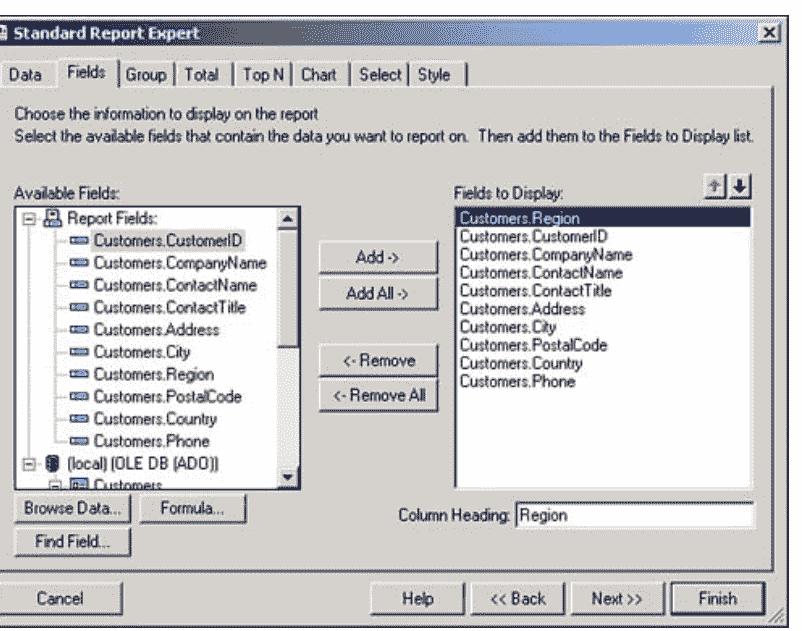 Standard Report Expert
Data Fields Group Total Top N Chart Select Style
Choose the information to display on the report
Select the available fields that contain the data you want to report on. Then add them to the Fields to Display list.
Available Fields:
Report Fields:
Customers.CustomerID
Customers.CompanyName
Customers.ContactName
Customers.ContactTitle
Customers.Address
Customers.City
Customers.Region
Customers.PostalCode
Customers.Country
Customers.Phone
(local) (OLE DB (ADO))
Customers
Add ->
Add All ->
<- Remove
<- Remove All
Fields to Display:
Customers.Region
Customers.CustomerID
Customers.CompanyName
Customers.ContactName
Customers.ContactTitle
Customers.Address
Customers.City
Customers.PostalCode
Customers.Country
Customers.Phone
Browse Data... Formula...
Find Field...
Column Heading: Region
Cancel Help << Back Next >> Finish